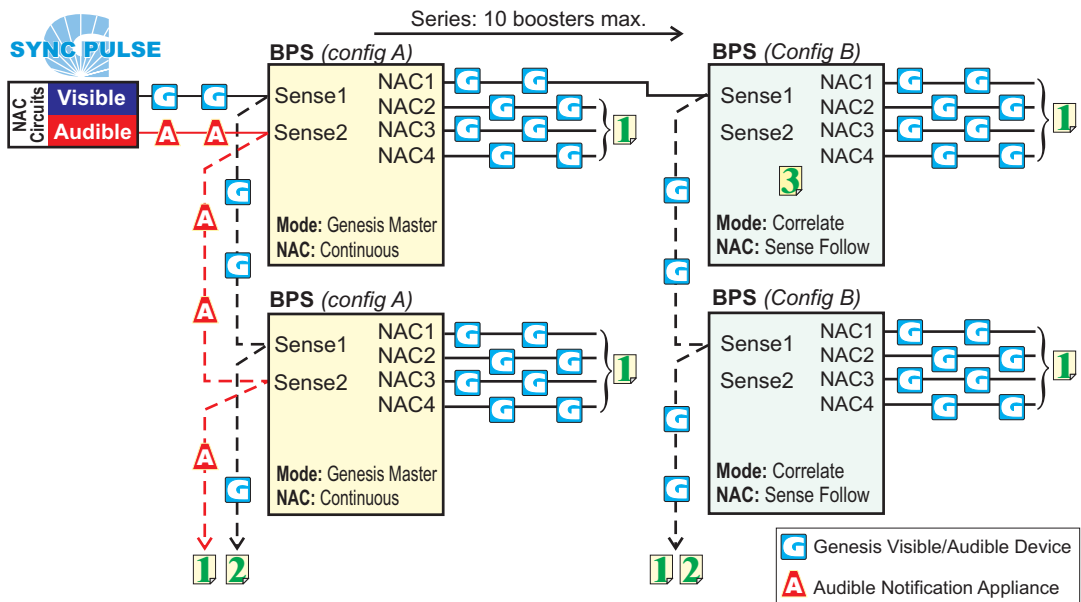 Series: 10 boosters max.
SYNC PULSE
NAC Circuits
Visible
Audible
G G
A A
BPS (config A)
Sense1
Sense2
NAC1
NAC2
NAC3
NAC4
G G
G G
G G
G G
1
Mode: Genesis Master
NAC: Continuous
BPS (Config B)
Sense1
Sense2
NAC1
NAC2
NAC3
NAC4
G G
G G
G G
G G
1
3
Mode: Correlate
NAC: Sense Follow
G
A
G
A
BPS (config A)
Sense1
Sense2
NAC1
NAC2
NAC3
NAC4
G G
G G
G G
G G
1
Mode: Genesis Master
NAC: Continuous
A
G
1 2
G
G
BPS (Config B)
Sense1
Sense2
NAC1
NAC2
NAC3
NAC4
G G
G G
G G
G G
1
Mode: Correlate
NAC: Sense Follow
G
G
1 2
G Genesis Visible/Audible Device
A Audible Notification Appliance